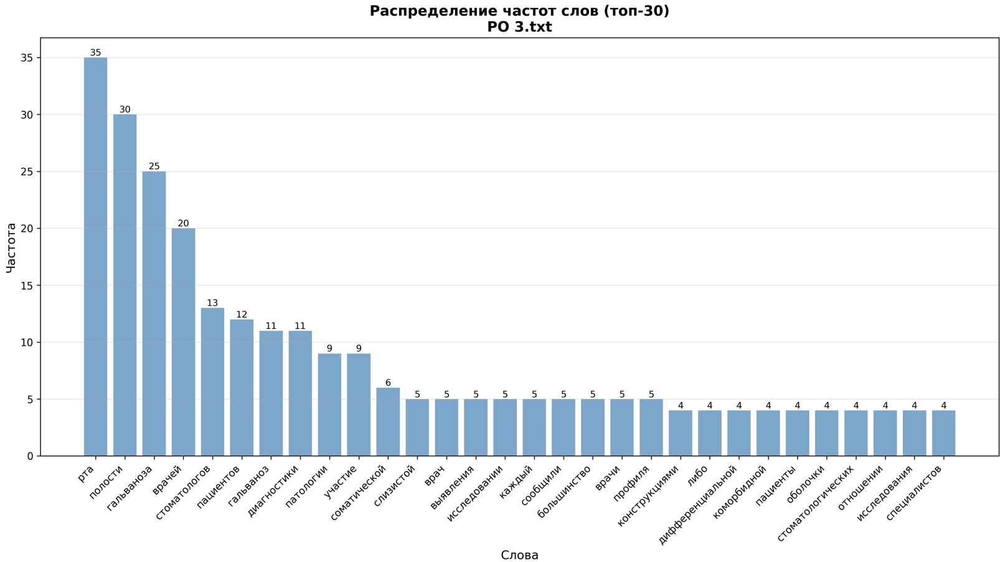 Распределение частот слов (топ-30)
РО 3.txt
Частота
35
30
25
20
15
10
5
0
35
30
25
20
13
12
11
11
9
9
6
5
5
5
5
5
5
5
5
5
4
4
4
4
4
4
4
4
4
4
рта
полости
гальваноза
врачей
стоматологов
пациентов
гальваноз
диагностики
патологии
участие
соматической
слизистой
врач
выявления
исследовании
каждый
сообщили
большинство
врачи
профиля
конструкциями
либо
дифференциальной
коморбидной
пациенты
оболочки
стоматологических
отношении
исследования
специалистов
Слова